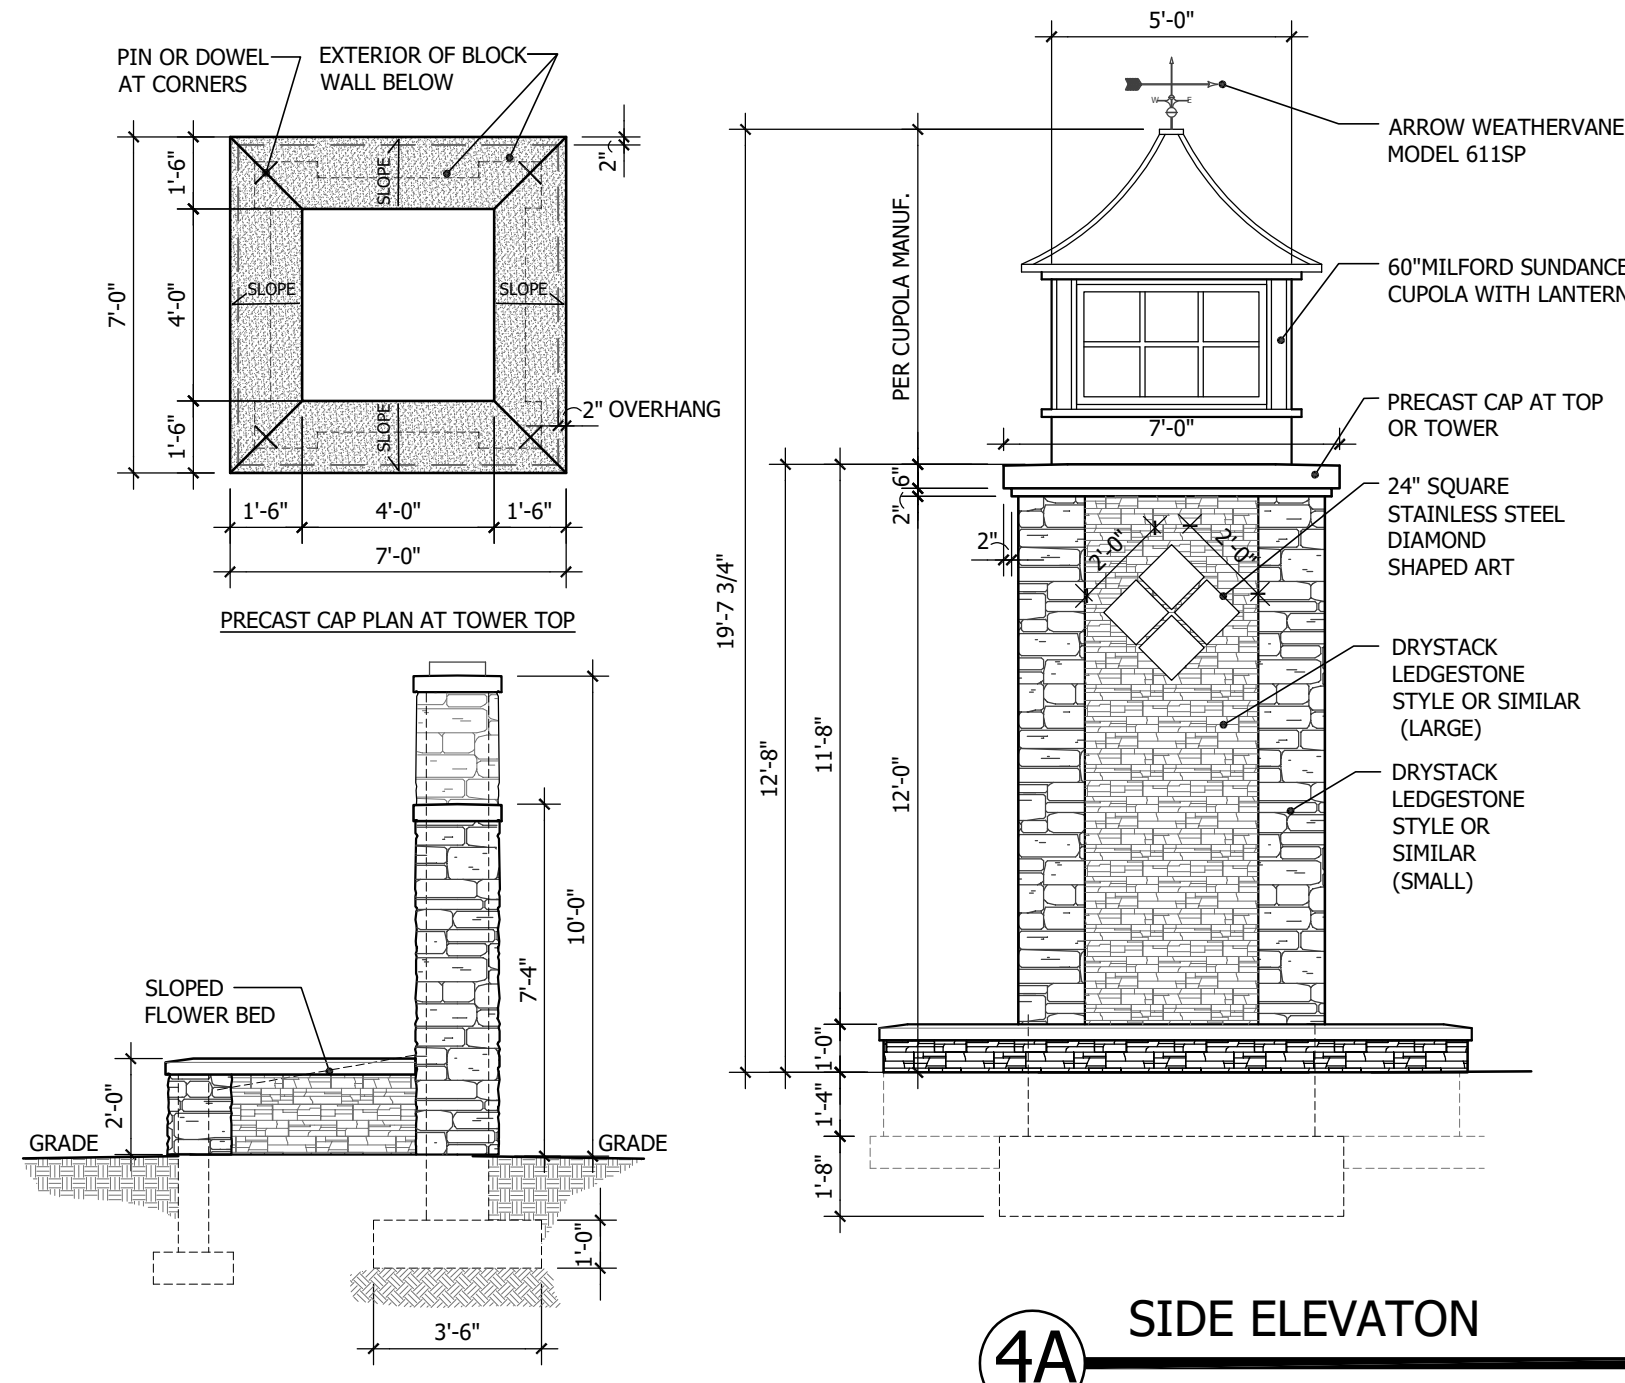 PIN OR DOWEL
AT CORNERS
EXTERIOR OF BLOCK
WALL BELOW
2"
1'-6"
4'-0"
1'-6"
7'-0"
SLOPE
SLOPE
SLOPE
SLOPE
2" OVERHANG
1'-6"
4'-0"
1'-6"
7'-0"
PRECAST CAP PLAN AT TOWER TOP
SLOPED
FLOWER BED
2'-0"
GRADE
GRADE
10'-0"
7'-4"
1'-0"
3'-6"
5'-0"
W
E
ARROW WEATHERVANE
MODEL 611SP
PER CUPOLA MANUF.
60"MILFORD SUNDANCE
CUPOLA WITH LANTERN
7'-0"
PRECAST CAP AT TOP
OR TOWER
6"
2"
2"
2'-0"
2'-0"
24" SQUARE
STAINLESS STEEL
DIAMOND
SHAPED ART
19'-7 3/4"
12'-8"
11'-8"
12'-0"
DRYSTACK
LEDGESTONE
STYLE OR SIMILAR
(LARGE)
DRYSTACK
LEDGESTONE
STYLE OR
SIMILAR
(SMALL)
1'-0"
1'-4"
1'-8"
4A
SIDE ELEVATON